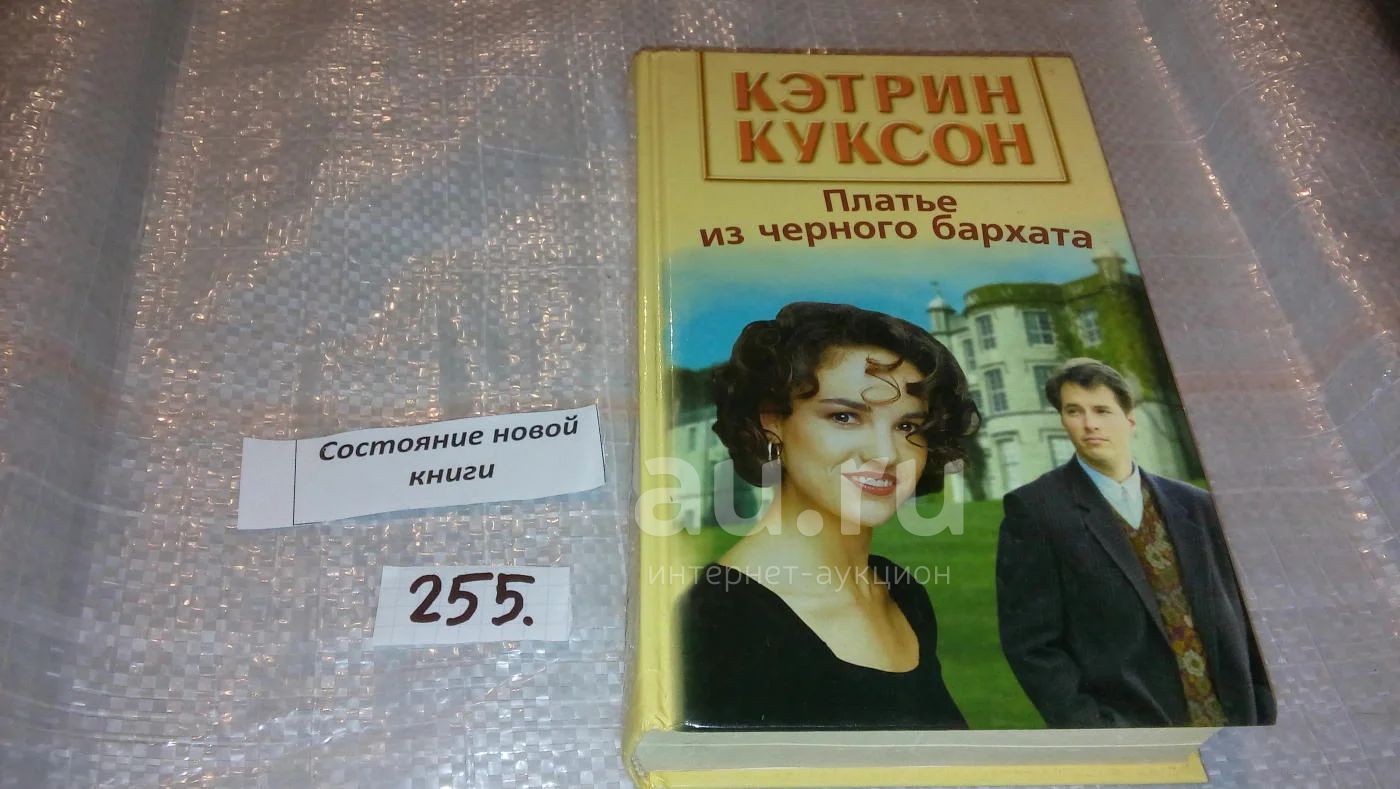 КЭТРИН
КУКСОН
Платье
из черного бархата
Состояние новой
книги
255.
au.ru
интернет-аукцион